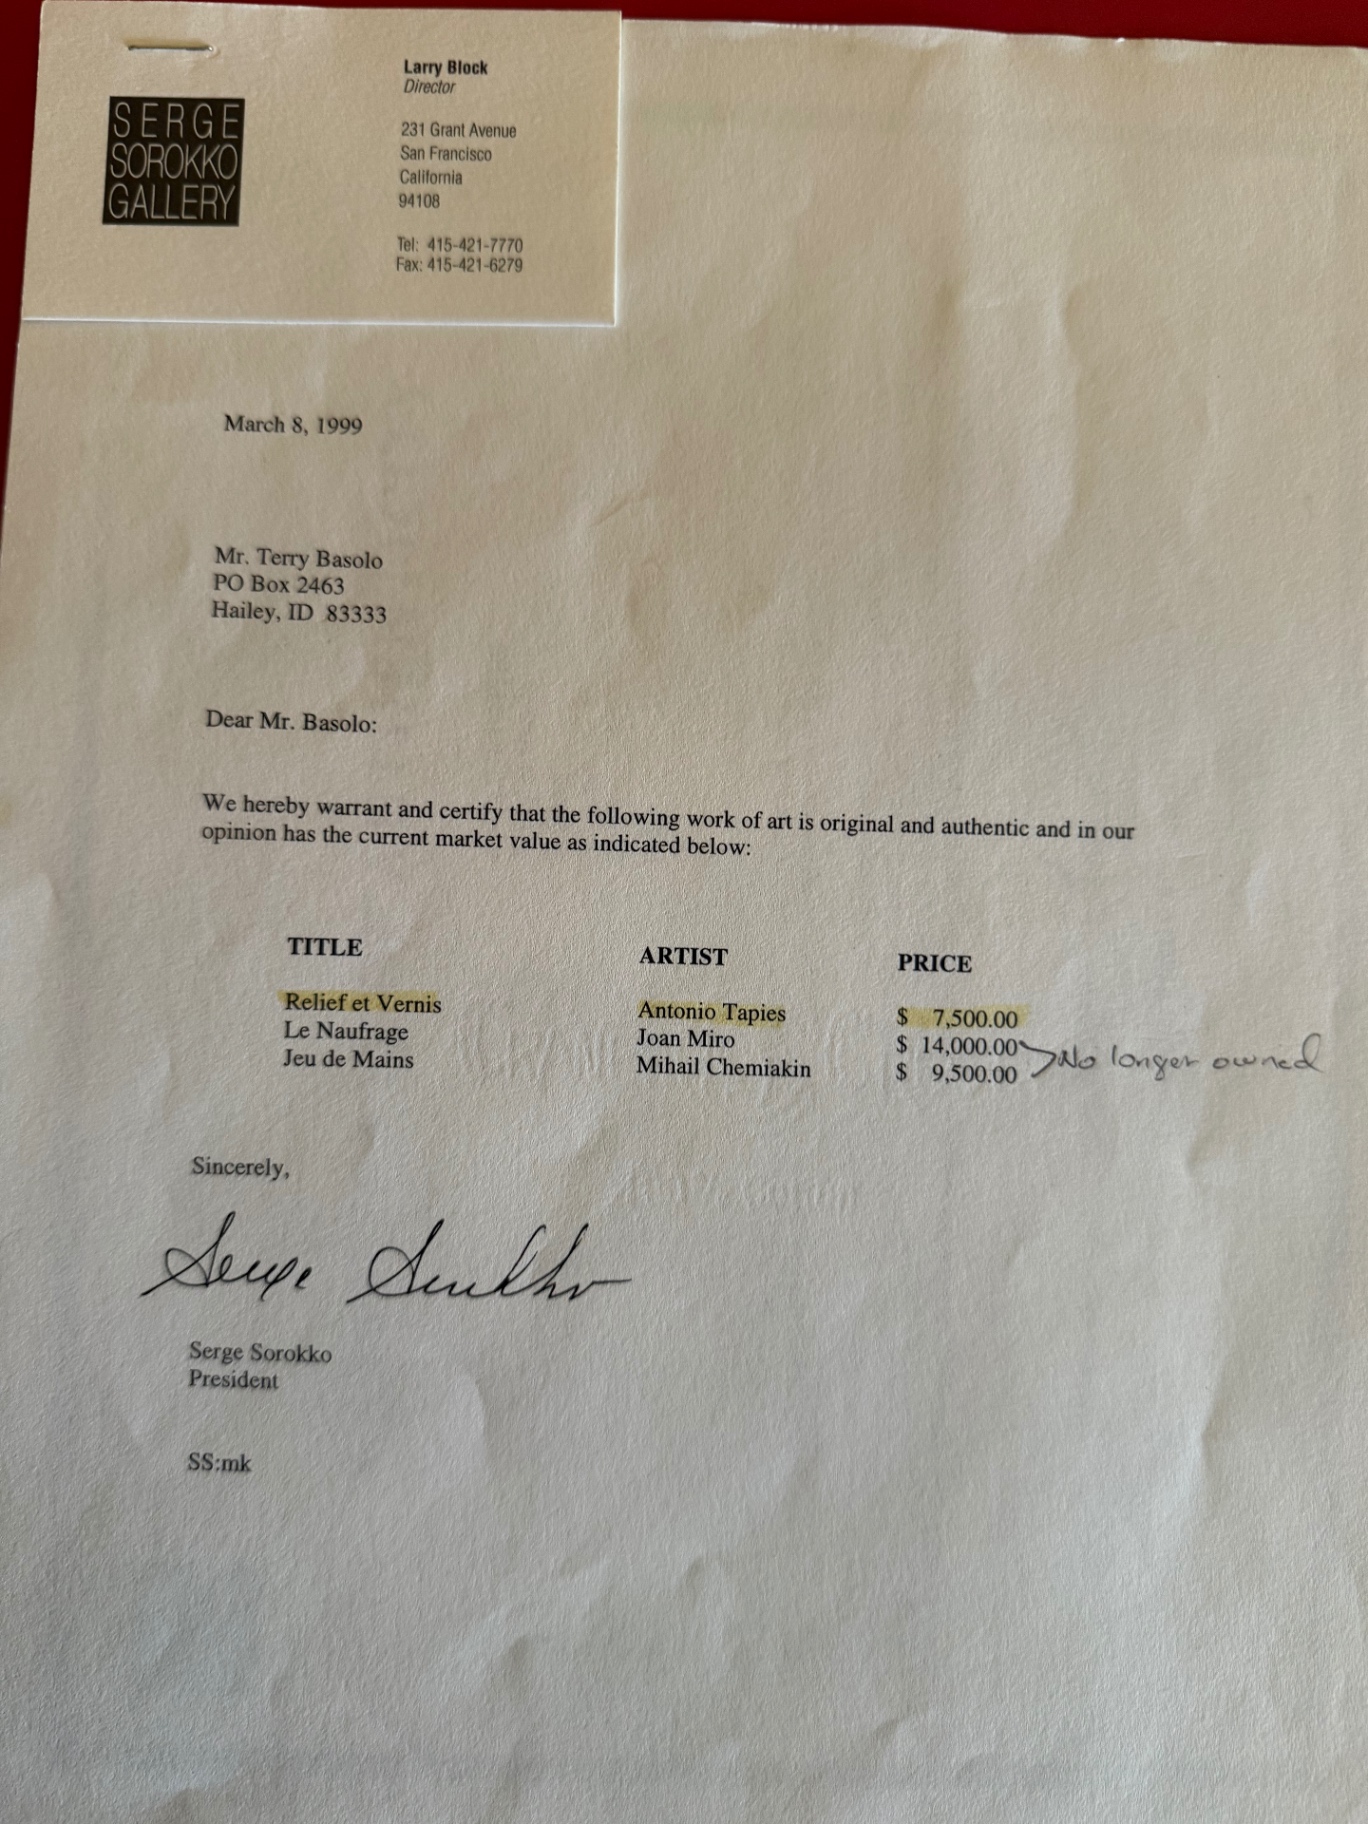 SERGE
SOROKKO
GALLERY
Larry Block
Director
231 Grant Avenue
San Francisco
California
94108
Tel: 415-421-7770
Fax: 415-421-6279
March 8, 1999
Mr. Terry Basolo
PO Box 2463
Hailey, ID 83333
Dear Mr. Basolo:
We hereby warrant and certify that the following work of art is original and authentic and in our
opinion has the current market value as indicated below:
TITLE ARTIST PRICE
Relief et Vernis Antonio Tapies $ 7,500.00
Le Naufrage Joan Miro $ 14,000.00
Jeu de Mains Mihail Chemiakin $ 9,500.00
No longer owned
Sincerely,
Serge Sorokko
Serge Sorokko
President
SS:mk